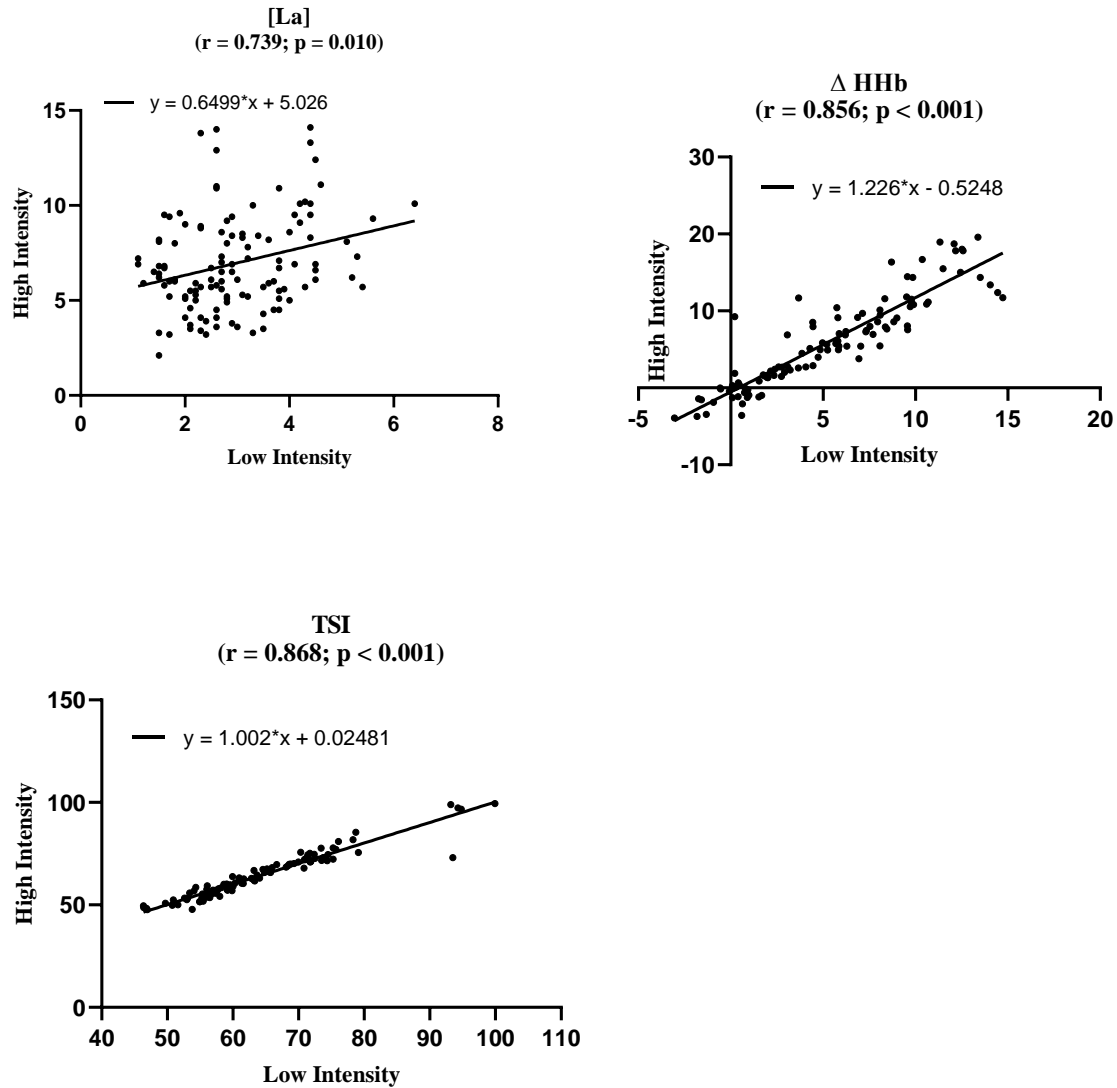 [La]
(r = 0.739; p = 0.010)
y = 0.6499*x + 5.026
15
10
5
0
High Intensity
0 2 4 6 8
Low Intensity
Δ HHb
(r = 0.856; p < 0.001)
y = 1.226*x - 0.5248
30
20
10
-10
High Intensity
-5 5 10 15 20
Low Intensity
TSI
(r = 0.868; p < 0.001)
y = 1.002*x + 0.02481
150
100
50
0
High Intensity
40 50 60 70 80 90 100 110
Low Intensity